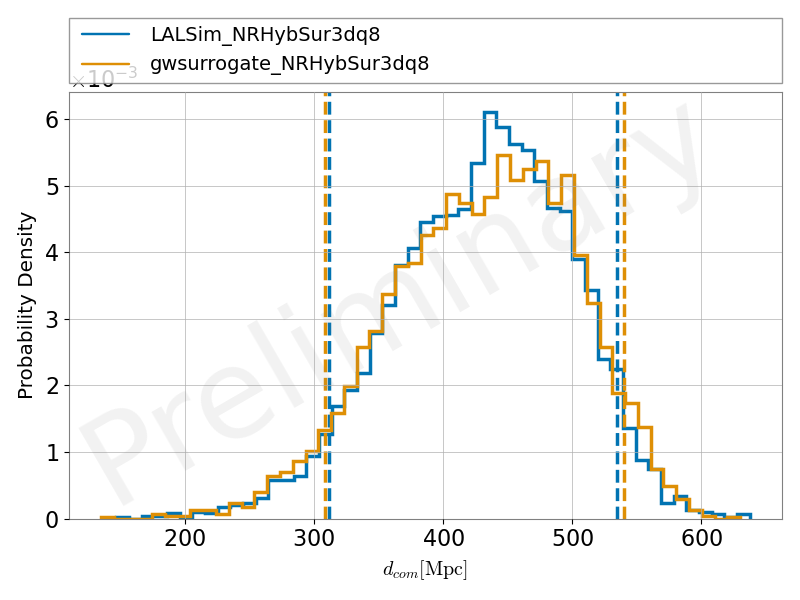 LALSim_NRHybSur3dq8
gwsurrogate_NRHybSur3dq8
×10⁻³
6
5
4
3
2
1
0
Probability Density
Preliminary
200 300 400 500 600
d_com[Mpc]